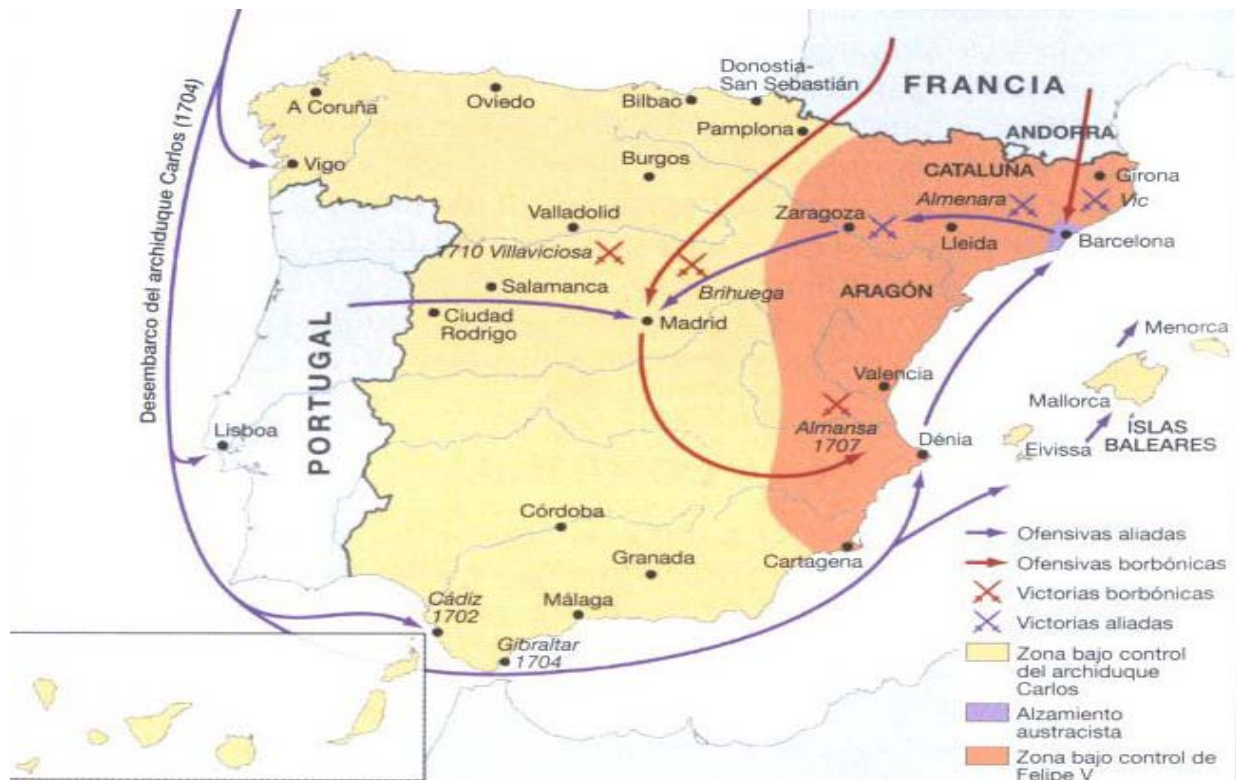 Desembarco del archiduque Carlos (1704)
A Coruña
Oviedo
Bilbao
Donostia-
San Sebastián
FRANCIA
Pamplona
ANDORRA
Vigo
Burgos
CATALUÑA
Girona
Valladolid
Zaragoza
Almenara
Vic
Lleida
Barcelona
1710 Villaviciosa
Salamanca
Brihuega
ARAGÓN
Ciudad
Rodrigo
Madrid
Menorca
PORTUGAL
Valencia
Mallorca
Almansa
1707
ÍSLAS
BALEARES
Lisboa
Dénia
Eivissa
Córdoba
Granada
Cartagena
Cádiz
1702
Málaga
Gibraltar
1704
Ofensivas aliadas
Ofensivas borbónicas
Victorias borbónicas
Victorias aliadas
Zona bajo control
del archiduque
Carlos
Alzamiento
austracista
Zona bajo control de
Felipe V